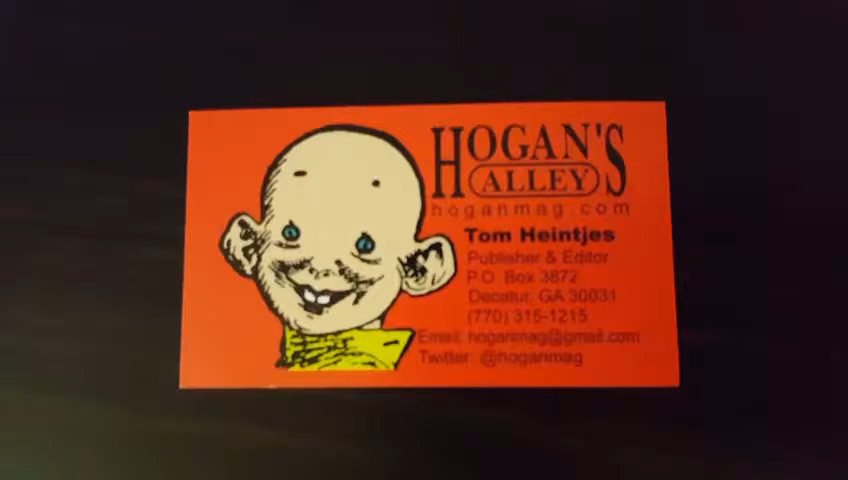 HOGAN'S
ALLEY
hoganmag.com
Tom Heintjes
Publisher & Editor
P.O. Box 3872
Decatur, GA 30031
(770) 315-1215
Email: hoganmag@gmail.com
Twitter: @hoganmag